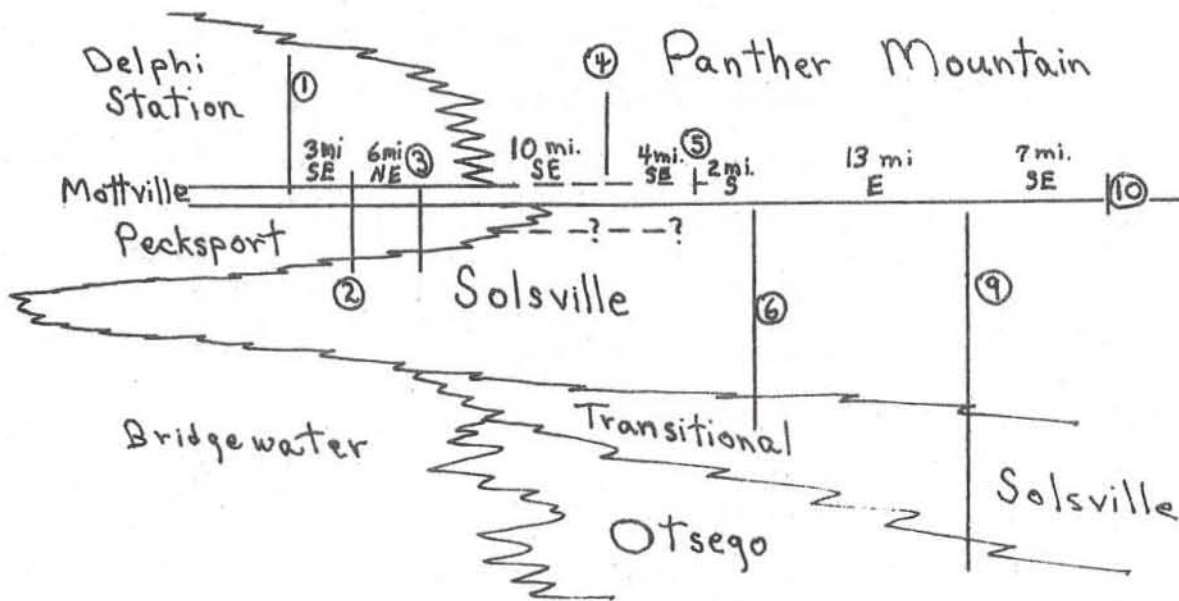 Delphi
Station
①
④
Panther Mountain
3mi
SE
6mi
NE
③
10 mi.
SE
4mi.
SE
⑤
2mi.
S
13 mi
E
7 mi.
SE
⑩
Mottville
Pecksport
?
?
②
Solsville
⑥
⑨
Bridgewater
Transitional
Otsego
Solsville